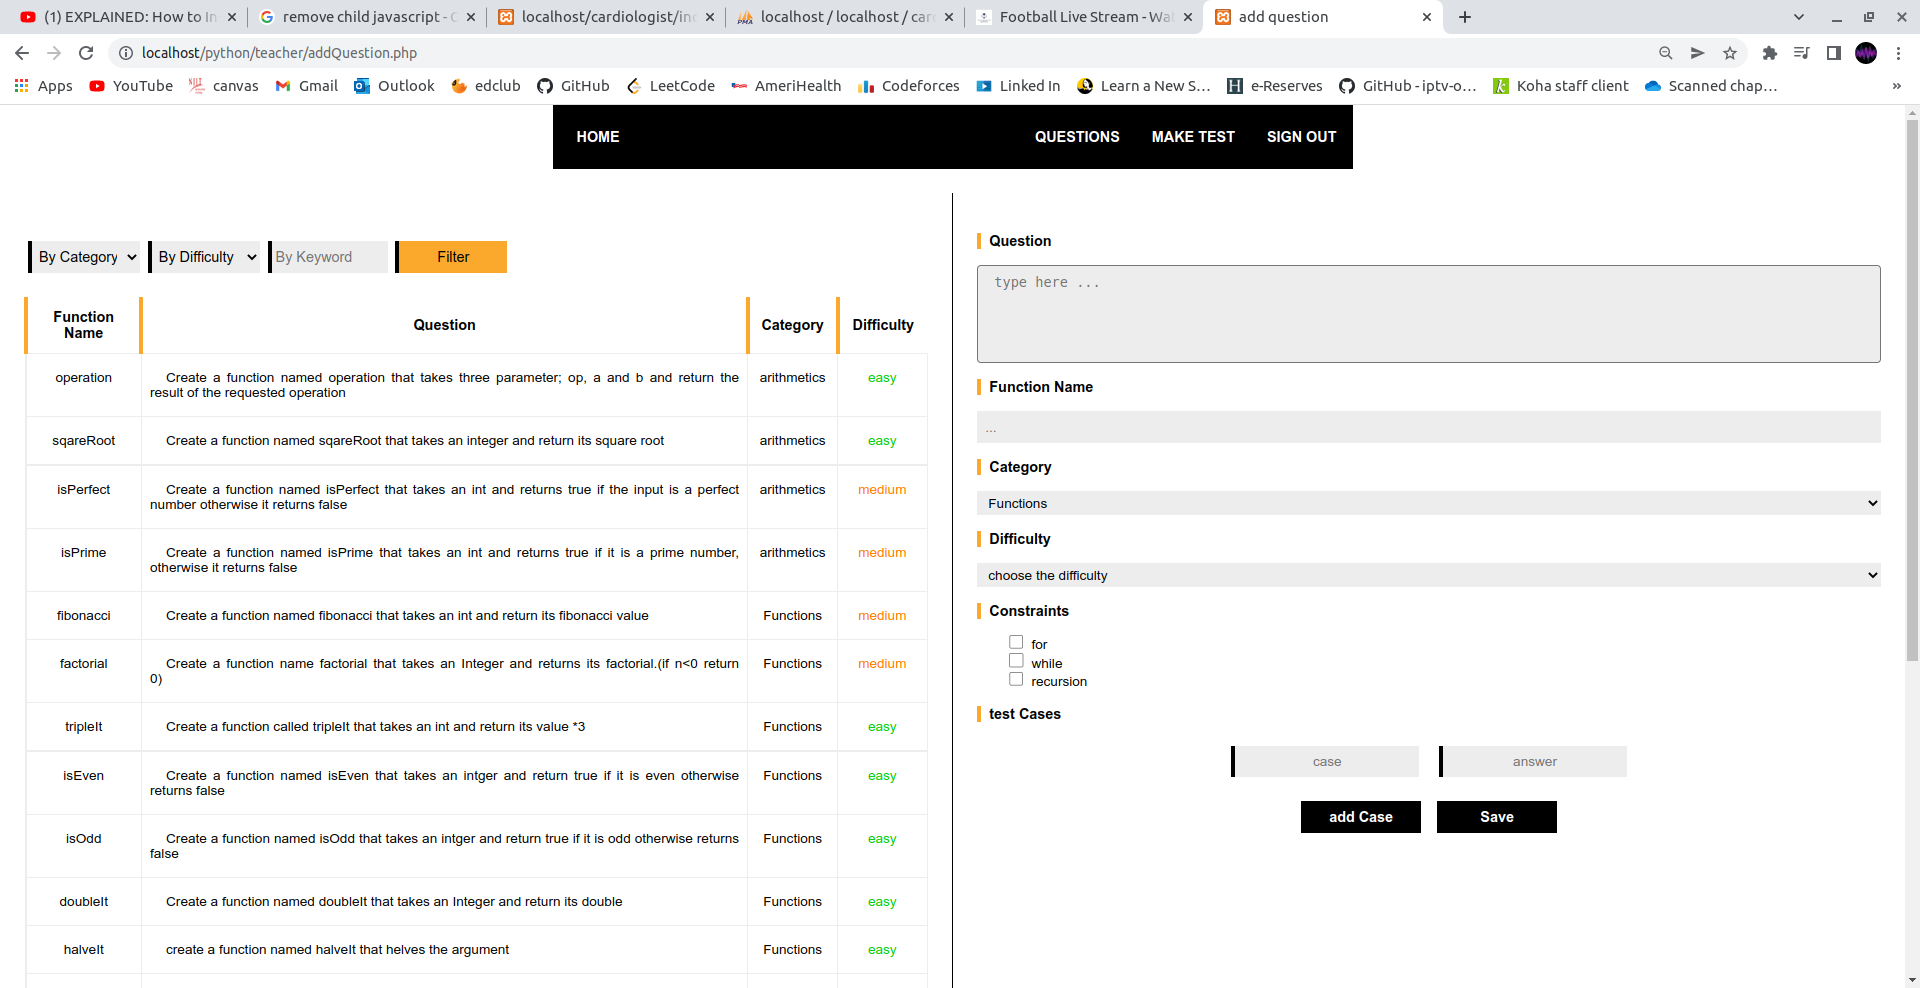 (1) EXPLAINED: How to In
remove child javascript - G
localhost/cardiologist/in
localhost / localhost / car
Football Live Stream - Wa
add question
localhost/python/teacher/addQuestion.php
Apps
YouTube
canvas
Gmail
Outlook
edclub
GitHub
LeetCode
AmeriHealth
Codeforces
Linked In
Learn a New S...
e-Reserves
GitHub - iptv-o...
Koha staff client
Scanned chap...
»
HOME
QUESTIONS
MAKE TEST
SIGN OUT
By Category
By Difficulty
By Keyword
Filter
Function
Name
Question
Category
Difficulty
operation
Create a function named operation that takes three parameter; op, a and b and return the
result of the requested operation
arithmetics
easy
sqareRoot
Create a function named sqareRoot that takes an integer and return its square root
arithmetics
easy
isPerfect
Create a function named isPerfect that takes an int and returns true if the input is a perfect
number otherwise it returns false
arithmetics
medium
isPrime
Create a function named isPrime that takes an int and returns true if it is a prime number,
otherwise it returns false
arithmetics
medium
fibonacci
Create a function named fibonacci that takes an int and return its fibonacci value
Functions
medium
factorial
Create a function name factorial that takes an Integer and returns its factorial.(if n<0 return
0)
Functions
medium
tripleIt
Create a function called tripleIt that takes an int and return its value *3
Functions
easy
isEven
Create a function named isEven that takes an intger and return true if it is even otherwise
returns false
Functions
easy
isOdd
Create a function named isOdd that takes an intger and return true if it is odd otherwise returns
false
Functions
easy
doubleIt
Create a function named doubleIt that takes an Integer and return its double
Functions
easy
halveIt
create a function named halveIt that helves the argument
Functions
easy
Question
type here ...
Function Name
...
Category
Functions
Difficulty
choose the difficulty
Constraints
for
while
recursion
test Cases
case
answer
add Case
Save